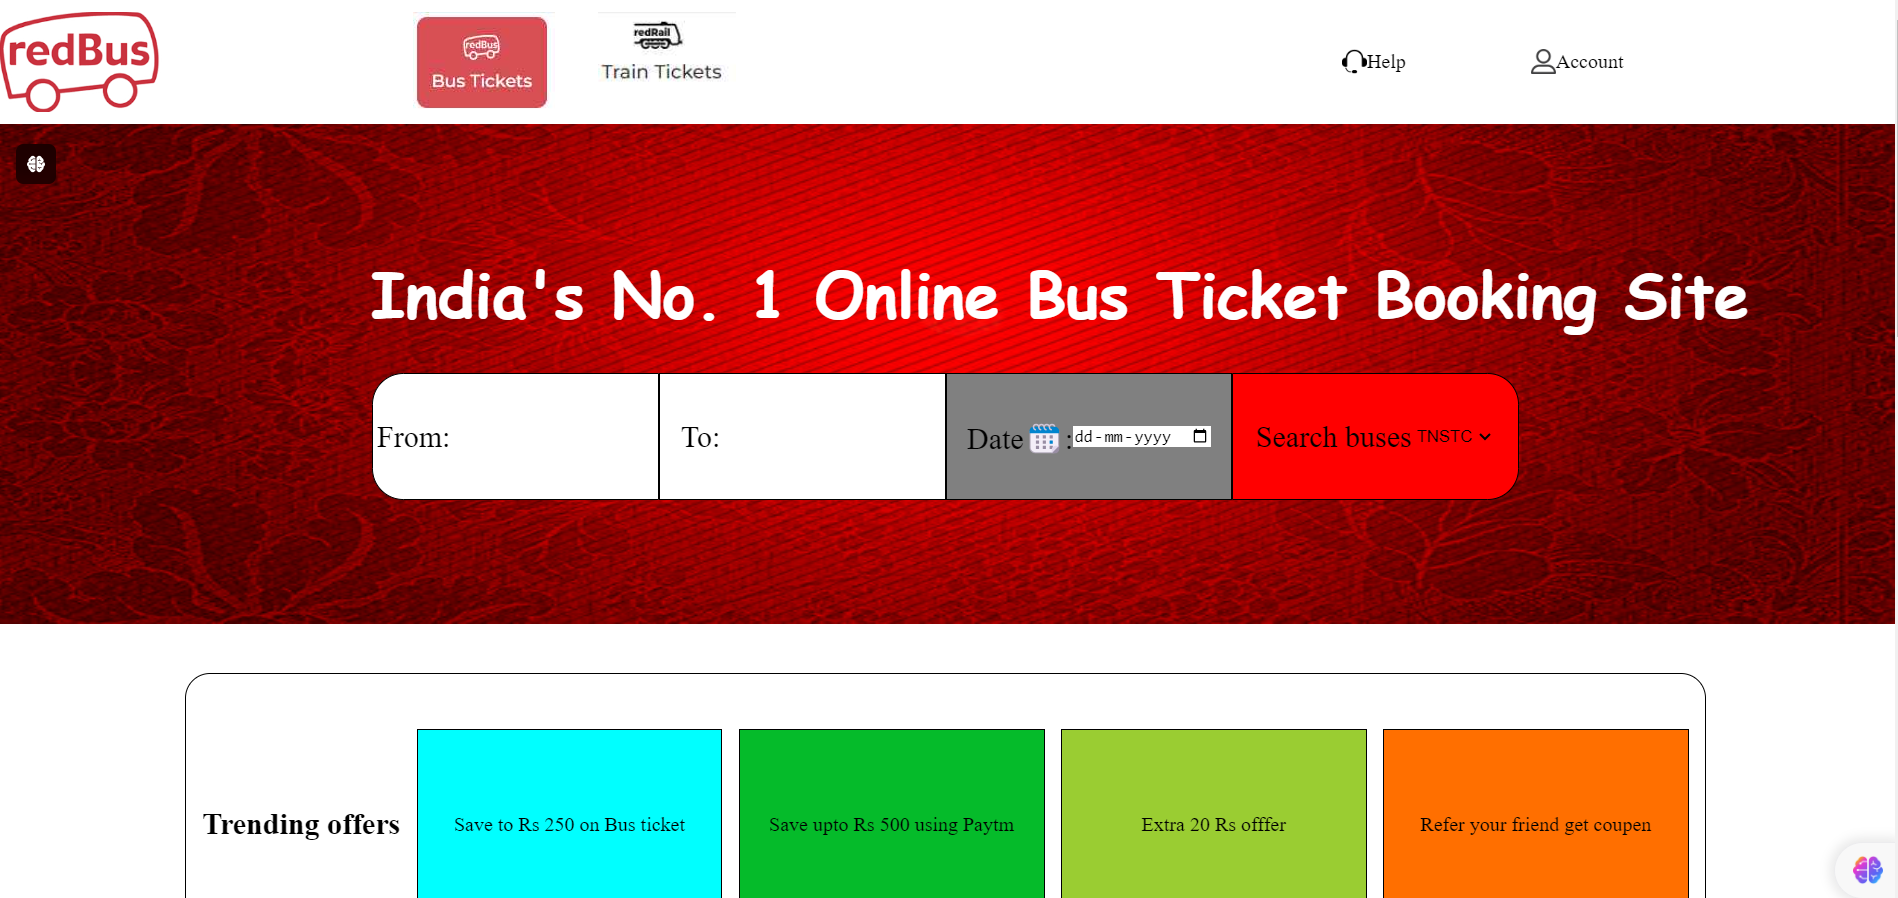 redBus
redBus
Bus Tickets
redRail
Train Tickets
Help
Account
India's No. 1 Online Bus Ticket Booking Site
From:
To:
Date :dd-mm-yyyy
Search buses TNSTC
Trending offers
Save to Rs 250 on Bus ticket
Save upto Rs 500 using Paytm
Extra 20 Rs offfer
Refer your friend get coupen